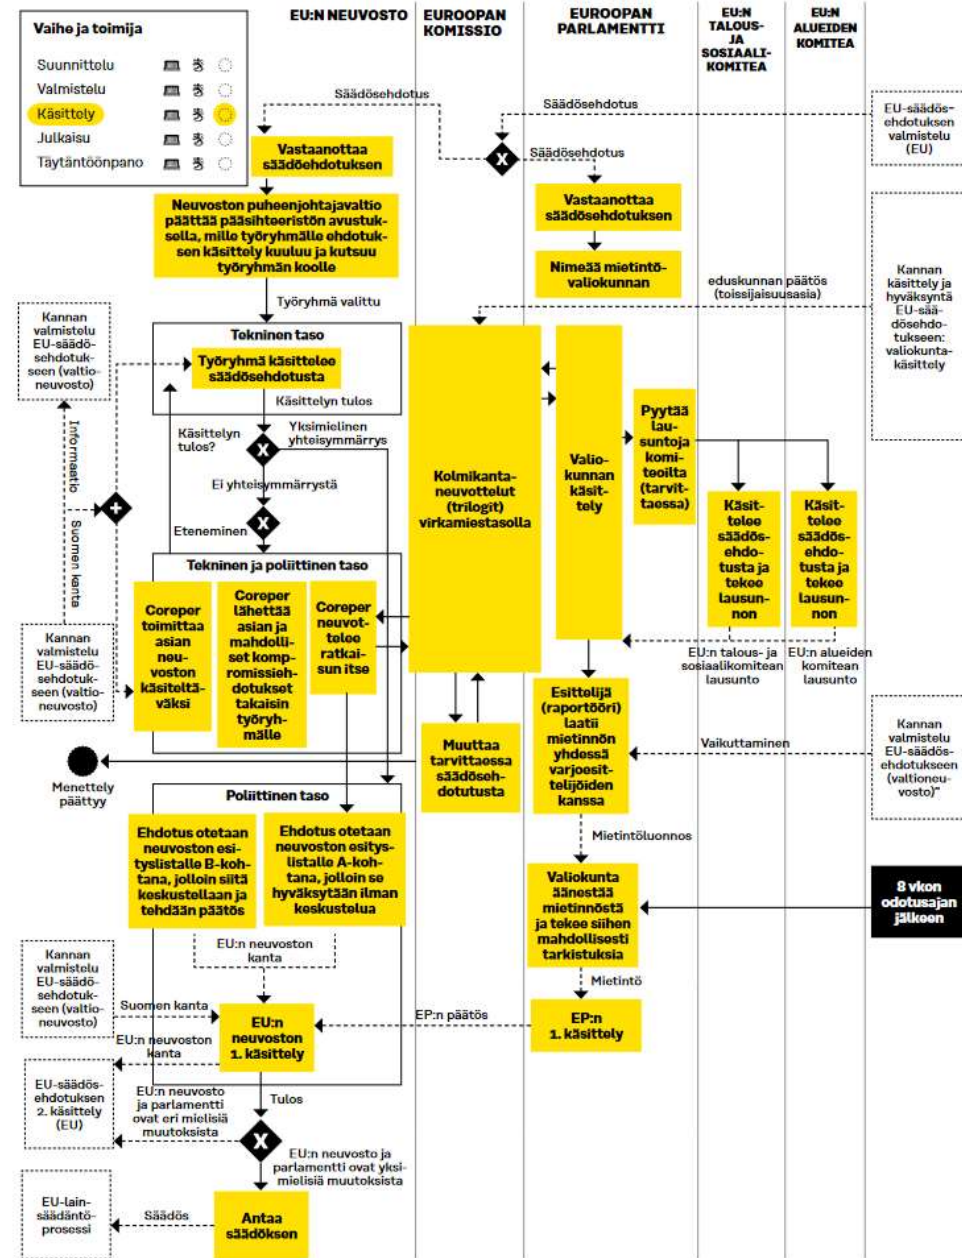 EU:N NEUVOSTO
EUROOPAN
KOMISSIO
EUROOPAN
PARLAMENTTI
EU:N
TALOUS-
JA
SOSIAALI-
KOMITEA
EU:N
ALUEIDEN
KOMITEA
Vaihe ja toimija
Suunnittelu
Valmistelu
Käsittely
Julkaisu
Täytäntöönpano
Säädösehdotus
Säädösehdotus
Säädösehdotus
X
EU-säädös-
ehdotuksen
valmistelu
(EU)
Vastaanottaa
säädöehdotuksen
Neuvoston puheenjohtajavaltio
päättää pääsihteeristön avustuk-
sella, mille työryhmälle ehdotuk-
sen käsittely kuuluu ja kutsuu
työryhmän koolle
Vastaanottaa
säädösehdotuksen
Nimeää mietintö-
valiokunnan
eduskunnan päätös
(toissijaisuusasia)
Kannan
käsittely ja
hyväksyntä
EU-sää-
dösehdo-
tukseen:
valiokunta-
käsittely
Työryhmä valittu
Kannan
valmistelu
EU-säädö-
sehdotuk-
seen (valtio-
neuvosto)
Tekninen taso
Työryhmä käsittelee
säädösehdotusta
Käsittelyn tulos
Käsittelyn
tulos?
Yksimielinen
yhteisymmärrys
X
Ei yhteisymmärrystä
X
Eteneminen
Informaatio
Suomen kanta
+
Kolmikanta-
neuvottelut
(trilogit)
virkamiestasolla
Valio-
kunnan
käsit-
tely
Pyytää
lau-
suntoja
komi-
teoilta
(tarvit-
taessa)
Käsit-
telee
säädös-
ehdo-
tusta ja
tekee
lausun-
non
Käsit-
telee
säädös-
ehdo-
tusta ja
tekee
lausun-
non
Tekninen ja poliittinen taso
Coreper
toimittaa
asian
neu-
voston
käsiteltä-
väksi
Coreper
lähettää
asian ja
mahdolli-
set komp-
romissieh-
dotukset
takaisin
työryh-
mälle
Coreper
neuvot-
telee
ratkai-
sun itse
Kannan
valmistelu
EU-säädö-
sehdotuk-
seen (valtio-
neuvosto)
EU:n talous- ja
sosiaalikomitean
lausunto
EU:n alueiden
komitean
lausunto
Muuttaa
tarvittaessa
säädöseh-
dotutusta
Esittelijä
(raportööri)
laatii
mietinnön
yhdessä
varjoesit-
telijöiden
kanssa
Vaikuttaminen
Kannan
valmistelu
EU-säädös-
ehdotukseen
(valtioneu-
vosto)"
Menettely
päättyy
Poliittinen taso
Ehdotus otetaan
neuvoston esi-
tyslistalle B-koh-
tana, jolloin siitä
keskustellaan ja
tehdään päätös
Ehdotus otetaan
neuvoston esitys-
listalle A-koh-
tana, jolloin se
hyväksytään ilman
keskustelua
Mietintöluonnos
Valiokunta
äänestää
mietinnöstä
ja tekee siihen
mahdollisesti
tarkistuksia
8 vkon
odotusajan
jälkeen
EU:n neuvoston
kanta
Mietintö
Kannan
valmistelu
EU-säädö-
sehdotuk-
seen (valtio-
neuvosto)
Suomen kanta
EU:n
neuvoston
1. käsittely
EP:n päätös
EP:n
1. käsittely
EU:n neuvoston
kanta
EU-säädös-
ehdotuksen
2. käsittely
(EU)
Tulos
EU:n neuvosto
ja parlamentti
ovat eri mielisiä
muutoksista
X
EU:n neuvosto ja
parlamentti ovat yksi-
mielisiä muutoksista
EU-lain-
säädäntö-
prosessi
Säädös
Antaa
säädöksen